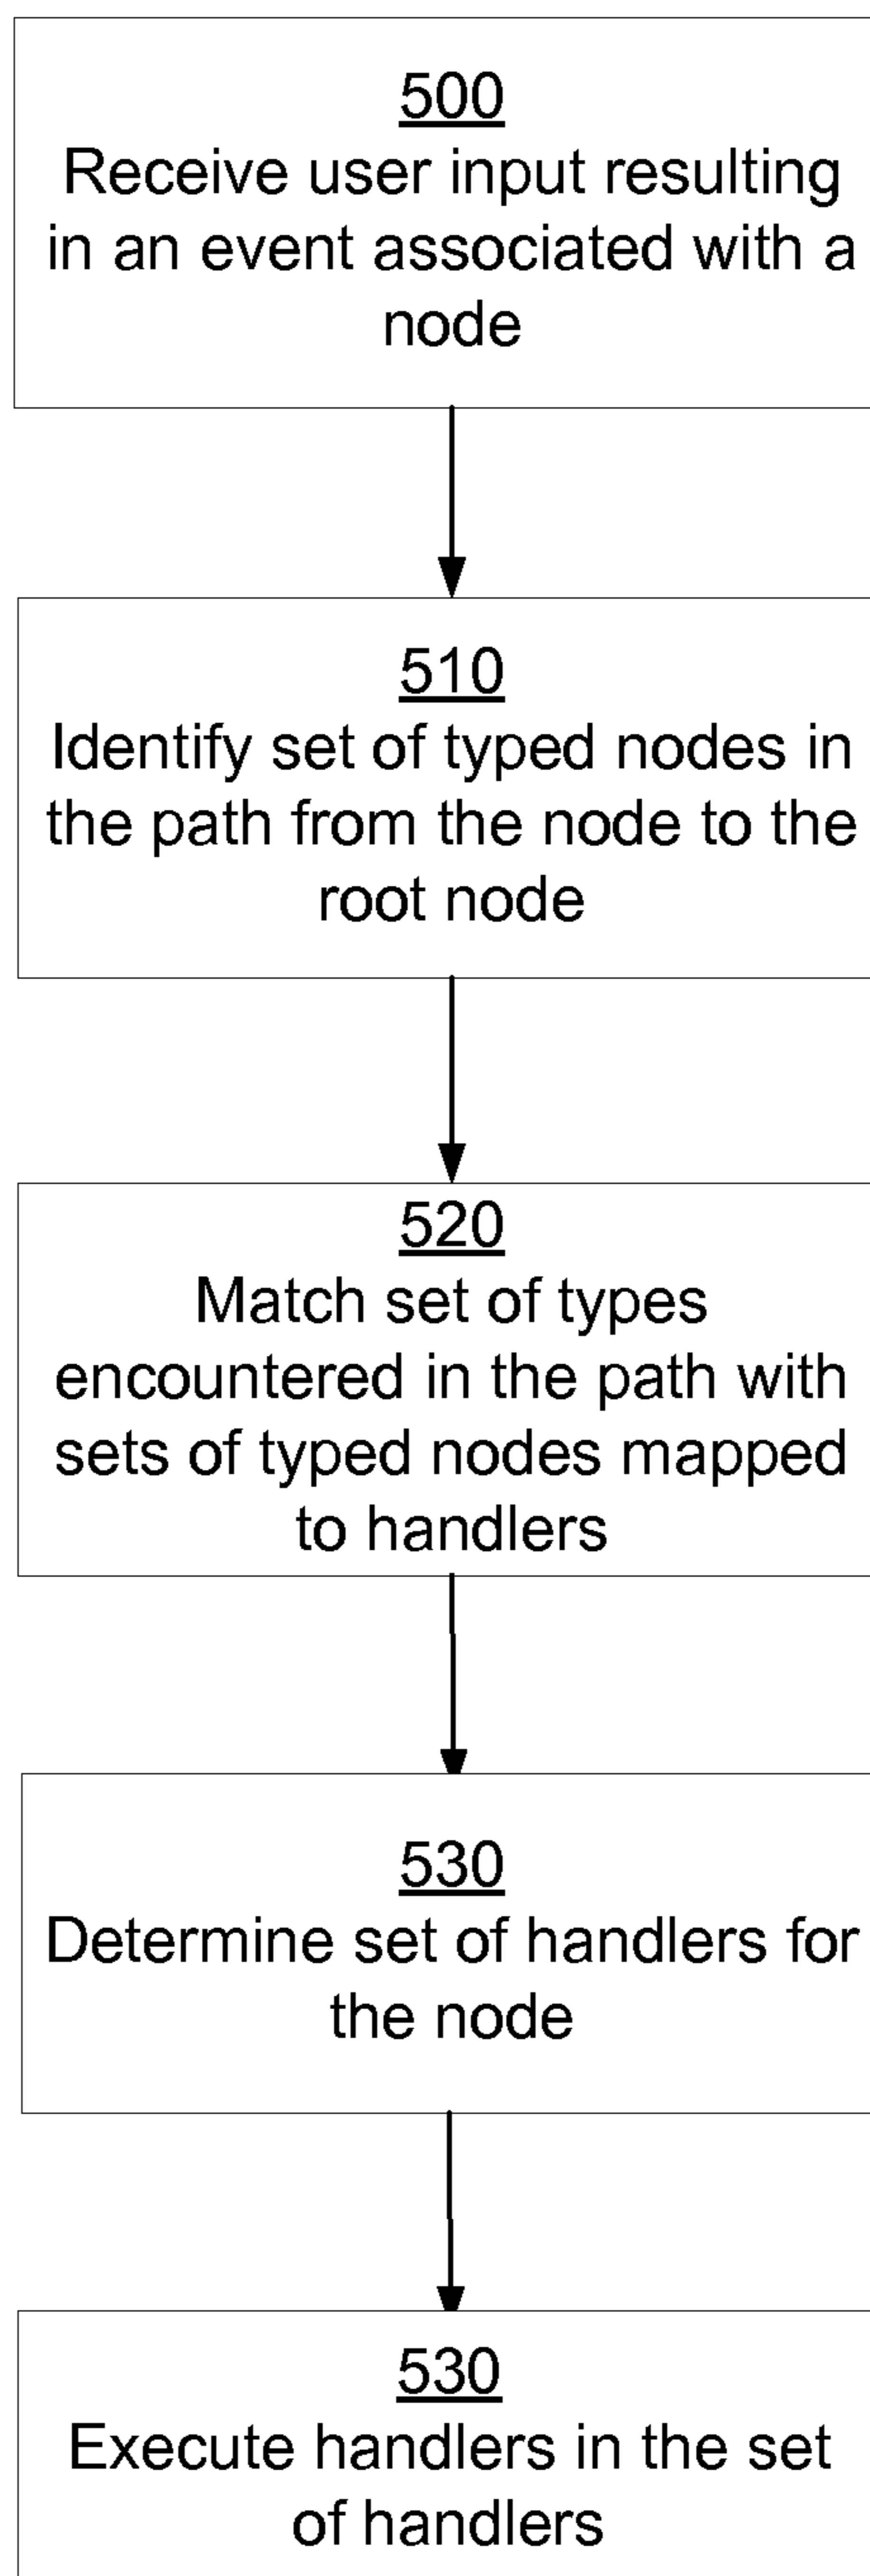 500
Receive user input resulting
in an event associated with a
node
510
Identify set of typed nodes in
the path from the node to the
root node
520
Match set of types
encountered in the path with
sets of typed nodes mapped
to handlers
530
Determine set of handlers for
the node
530
Execute handlers in the set
of handlers